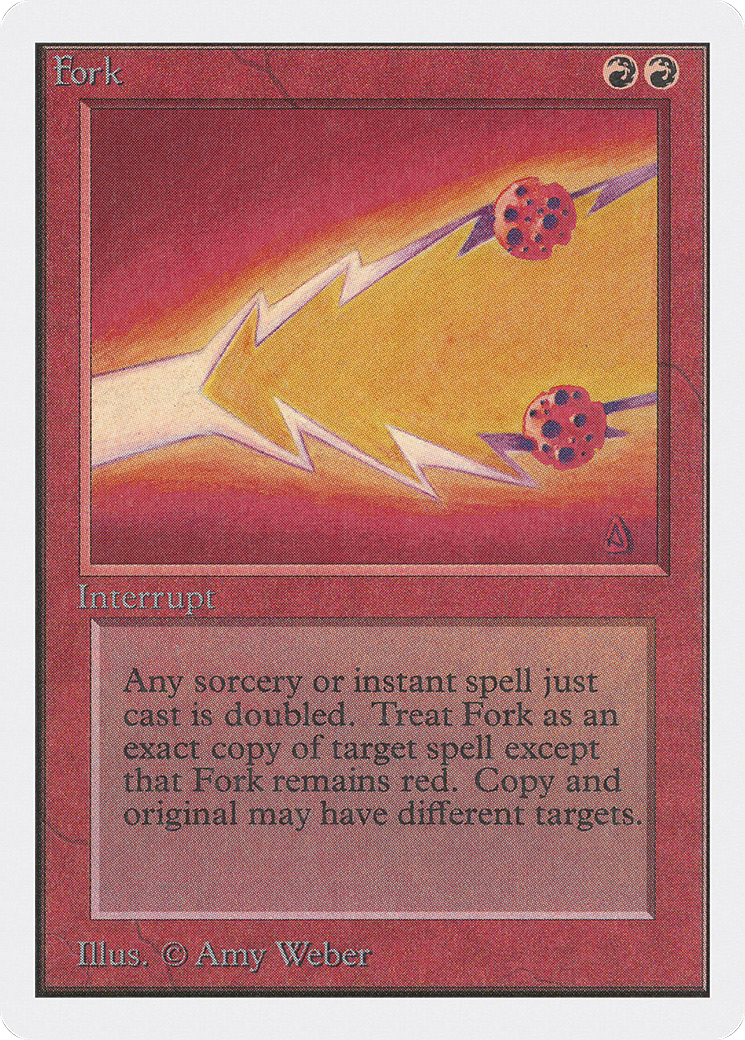 Fork
Interrupt
Any sorcery or instant spell just
cast is doubled. Treat Fork as an
exact copy of target spell except
that Fork remains red. Copy and
original may have different targets.
Illus. © Amy Weber